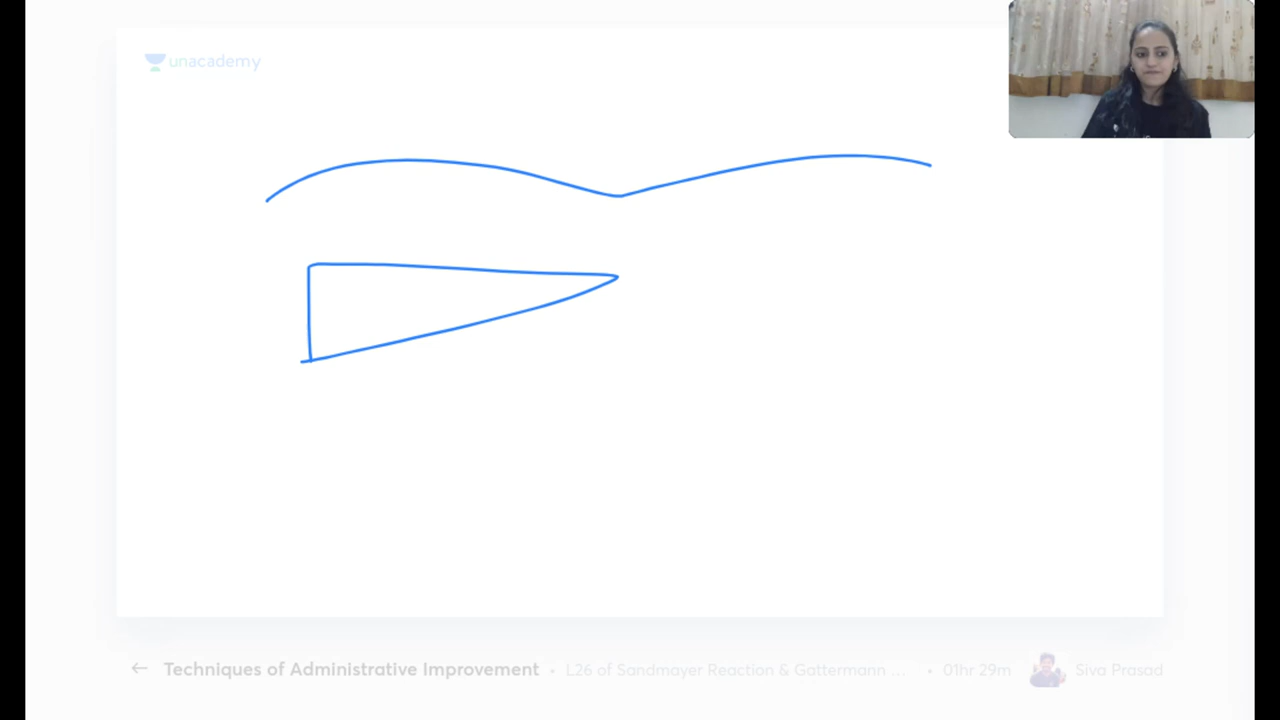 unacademy
← Techniques of Administrative Improvement • L26 of Sandmayer Reaction & Gattermann ... • 01hr 29m Siva Prasad